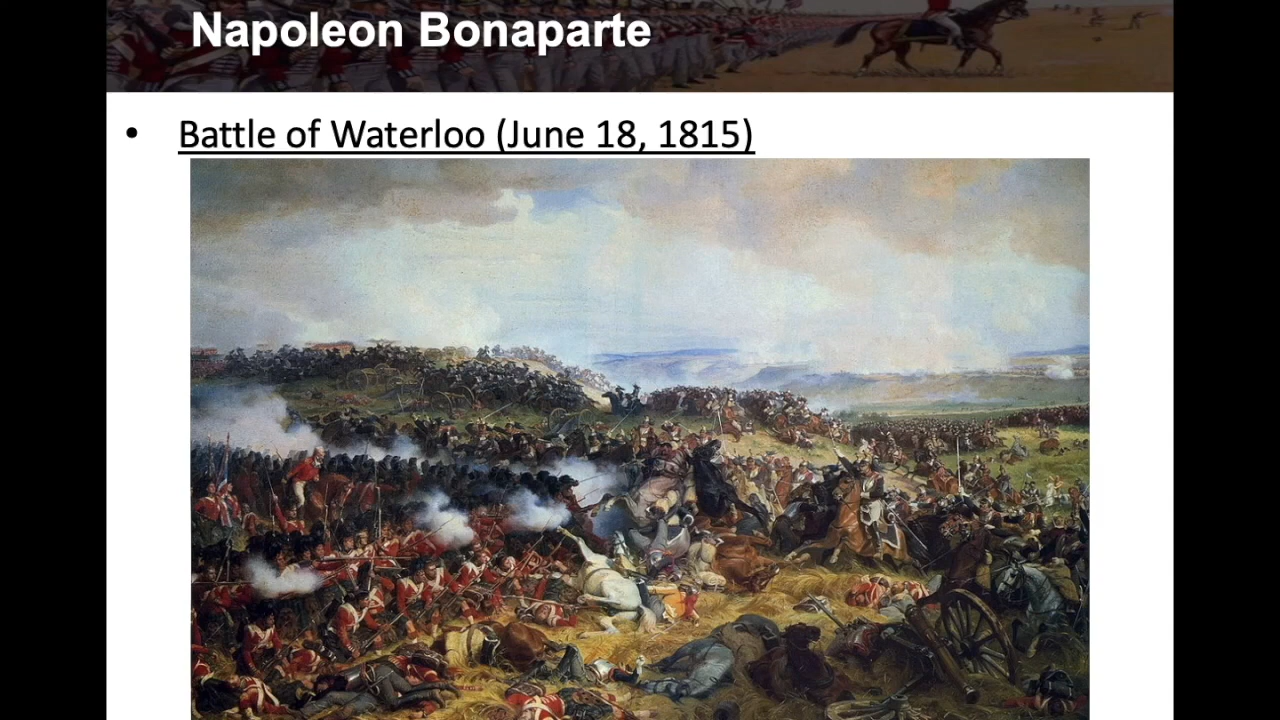 Napoleon Bonaparte
• Battle of Waterloo (June 18, 1815)